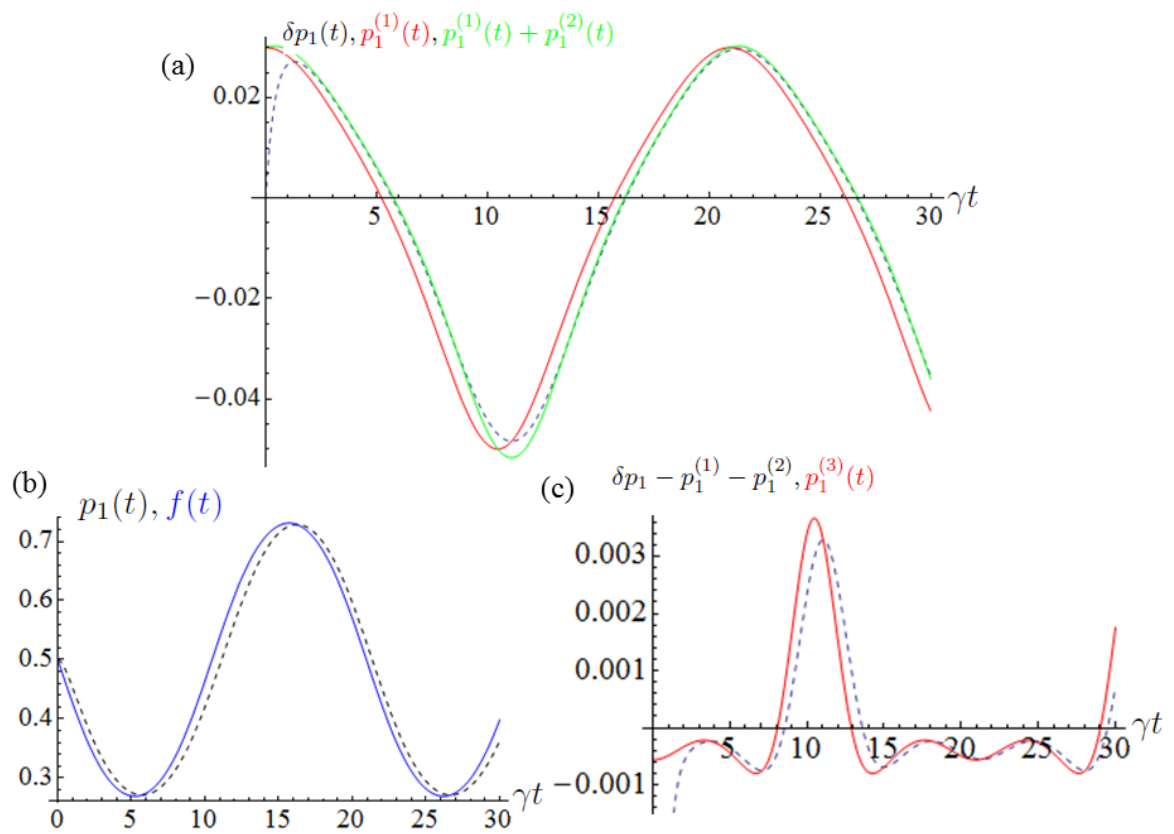 δp₁(t), p₁⁽¹⁾(t), p₁⁽¹⁾(t) + p₁⁽²⁾(t)
(a)
0.02
5 10 15 20 25 30 γt
−0.02
−0.04
(b)
p₁(t), f(t)
0.7
0.6
0.5
0.4
0.3
0 5 10 15 20 25 30 γt
(c)
δp₁ − p₁⁽¹⁾ − p₁⁽²⁾, p₁⁽³⁾(t)
0.003
0.002
0.001
5 10 15 20 25 30 γt
−0.001